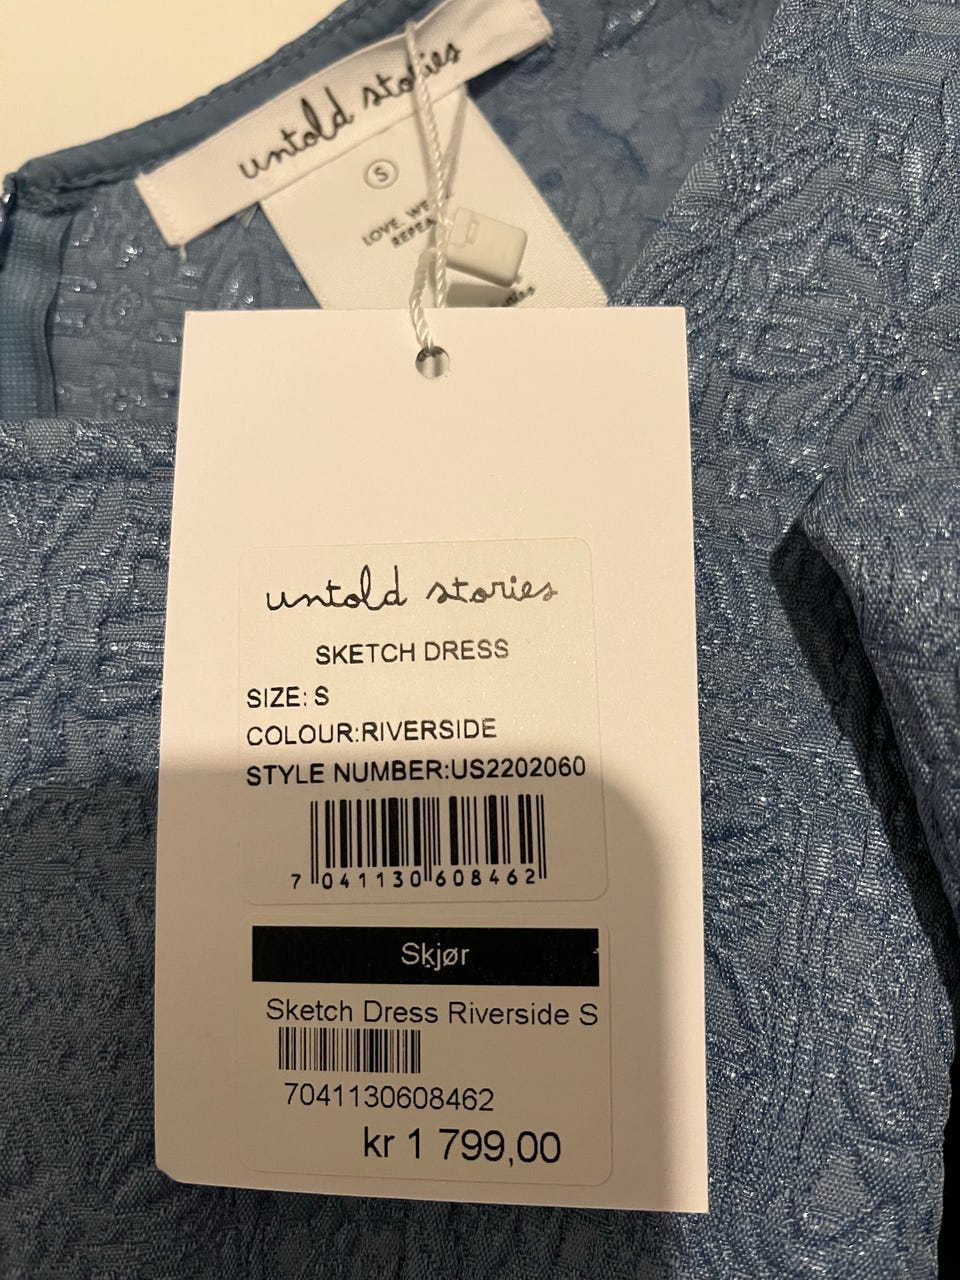 untold stories
S
LOVE. WE
REPEA
untold stories
SKETCH DRESS
SIZE: S
COLOUR:RIVERSIDE
STYLE NUMBER:US2202060
7 041130 608462
Skjør
Sketch Dress Riverside S
7041130608462
kr 1 799,00